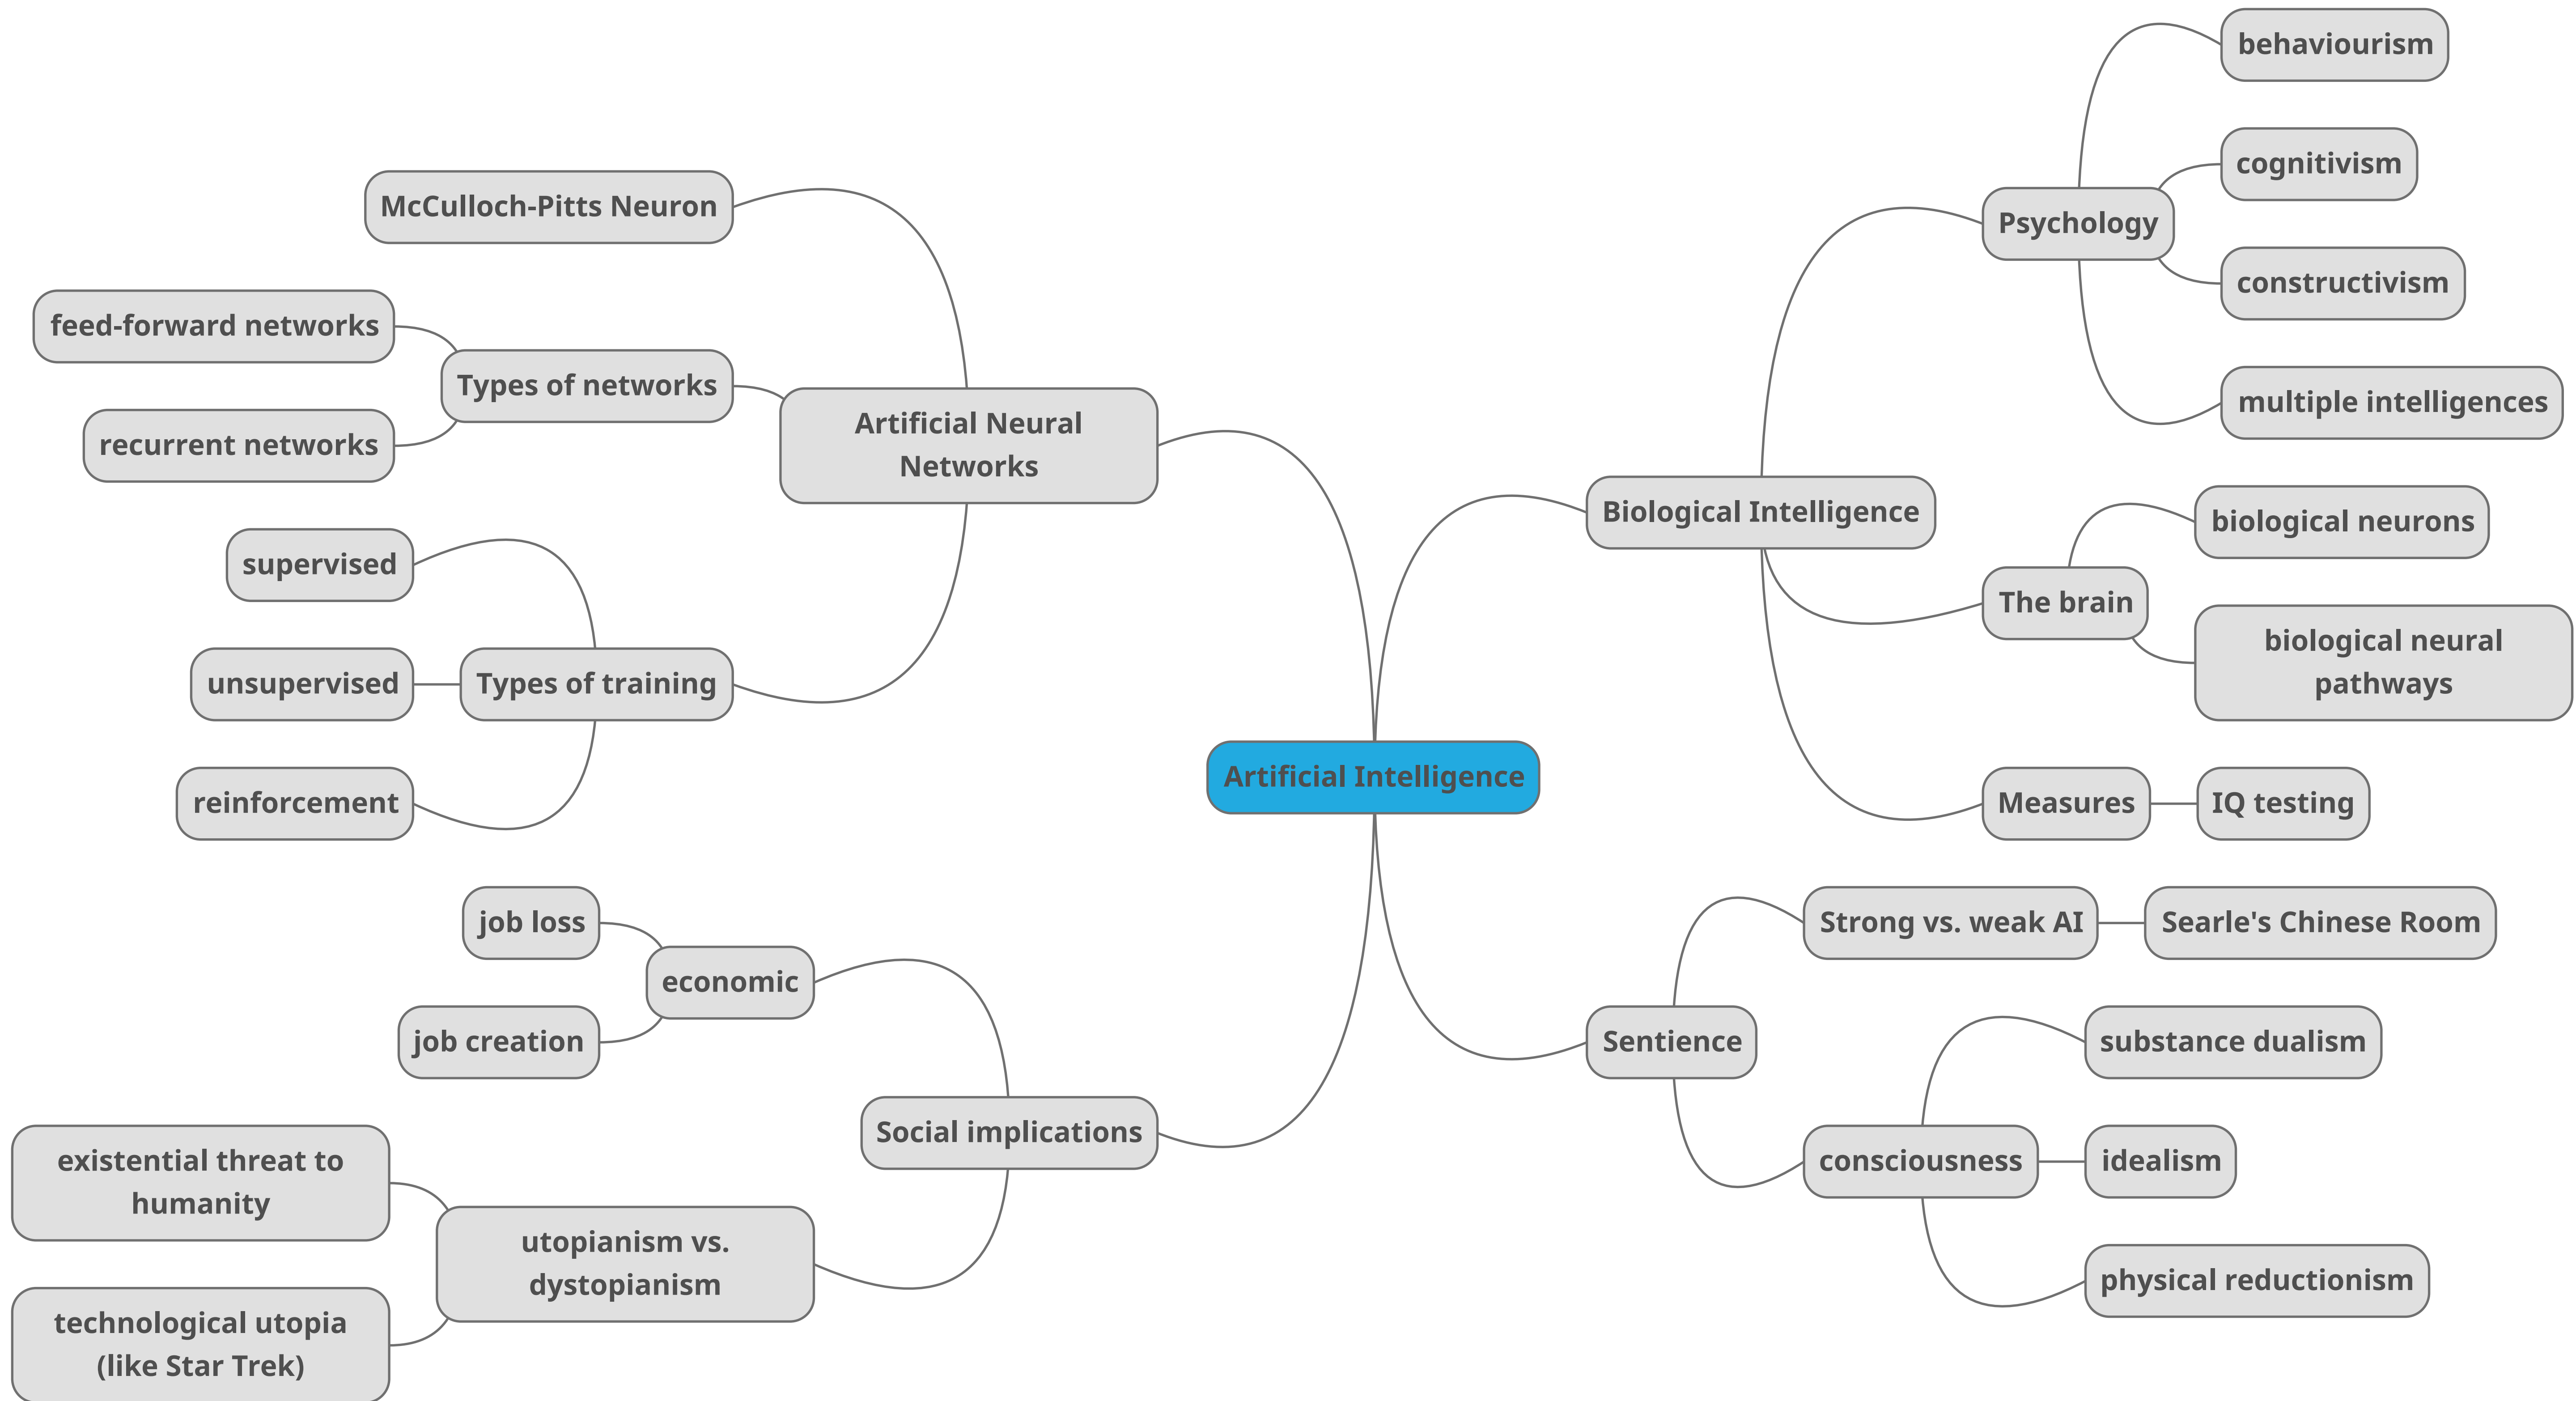 Artificial Intelligence
Artificial Neural
Networks
McCulloch-Pitts Neuron
Types of networks
feed-forward networks
recurrent networks
Types of training
supervised
unsupervised
reinforcement
Social implications
economic
job loss
job creation
utopianism vs.
dystopianism
existential threat to
humanity
technological utopia
(like Star Trek)
Biological Intelligence
Psychology
behaviourism
cognitivism
constructivism
multiple intelligences
The brain
biological neurons
biological neural
pathways
Measures
IQ testing
Sentience
Strong vs. weak AI
Searle's Chinese Room
consciousness
substance dualism
idealism
physical reductionism